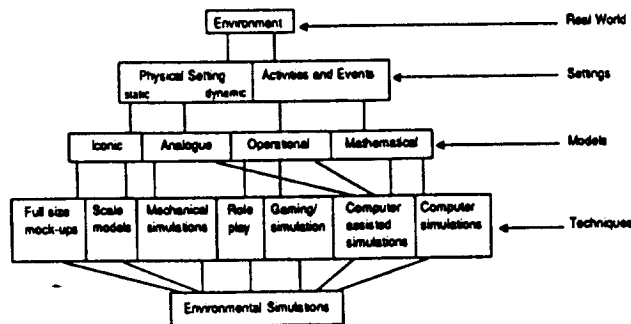 Environment
Real World
Physical Setting
Activities and Events
static
dynamic
Settings
Iconic
Analogue
Operational
Mathematical
Models
Full size
mock-ups
Scale
models
Mechanical
simulations
Role
play
Gaming/
simulation
Computer
assisted
simulations
Computer
simulations
Techniques
Environmental Simulations